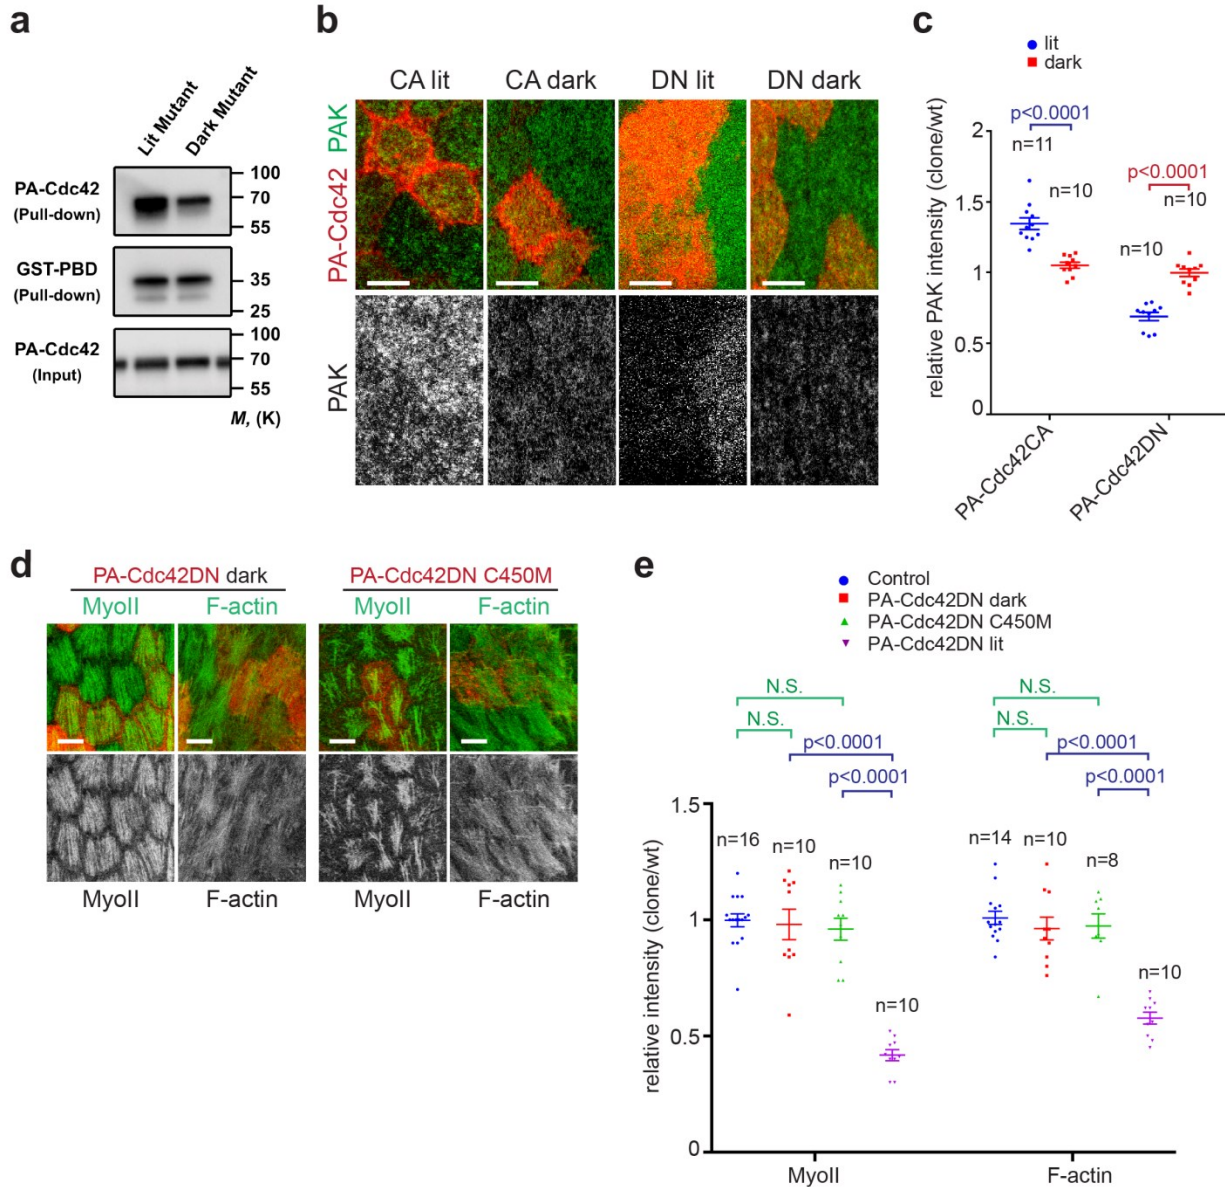 a
Lit Mutant
Dark Mutant
PA-Cdc42
(Pull-down)
100
70
55
GST-PBD
(Pull-down)
35
25
PA-Cdc42
(Input)
100
70
55
Mr (K)
b
CA lit
CA dark
DN lit
DN dark
PA-Cdc42 PAK
PAK
c
lit
dark
p<0.0001
n=11
n=10
p<0.0001
n=10
n=10
relative PAK intensity (clone/wt)
2
1.5
1
0.5
0
PA-Cdc42CA
PA-Cdc42DN
d
PA-Cdc42DN dark
PA-Cdc42DN C450M
MyoII
F-actin
MyoII
F-actin
MyoII
F-actin
MyoII
F-actin
e
Control
PA-Cdc42DN dark
PA-Cdc42DN C450M
PA-Cdc42DN lit
N.S.
N.S.
N.S.
N.S.
p<0.0001
p<0.0001
p<0.0001
p<0.0001
relative intensity (clone/wt)
1.5
1
0.5
0
n=16
n=10
n=10
n=10
n=14
n=10
n=8
n=10
MyoII
F-actin